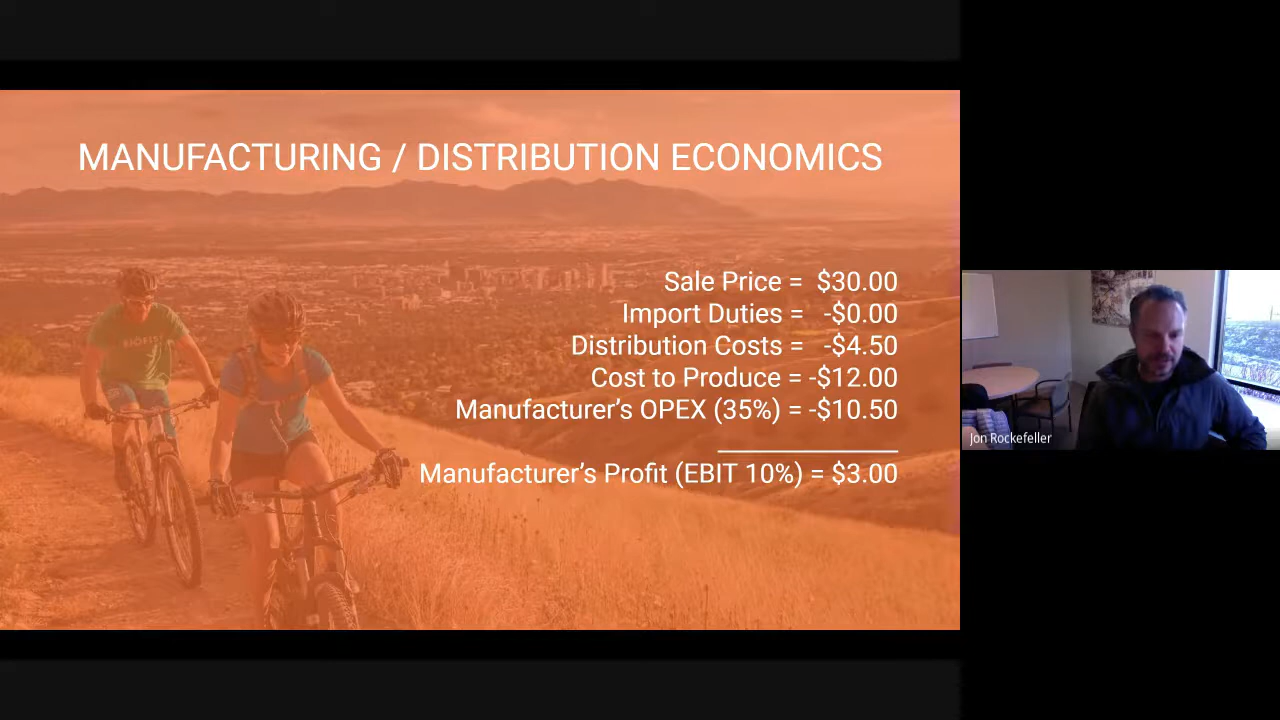 MANUFACTURING / DISTRIBUTION ECONOMICS
Sale Price = $30.00
Import Duties = -$0.00
Distribution Costs = -$4.50
Cost to Produce = -$12.00
Manufacturer's OPEX (35%) = -$10.50
Manufacturer's Profit (EBIT 10%) = $3.00
Jon Rockefeller